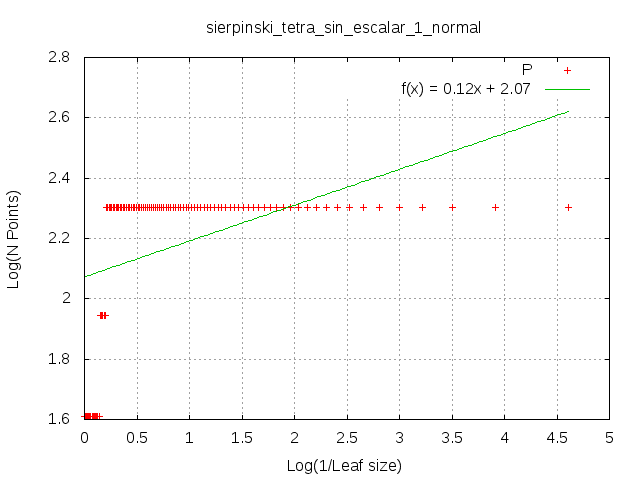 sierpinski_tetra_sin_escalar_1_normal
P
f(x) = 0.12x + 2.07
2.8
2.6
2.4
2.2
2
1.8
1.6
Log(N Points)
0 0.5 1 1.5 2 2.5 3 3.5 4 4.5 5
Log(1/Leaf size)